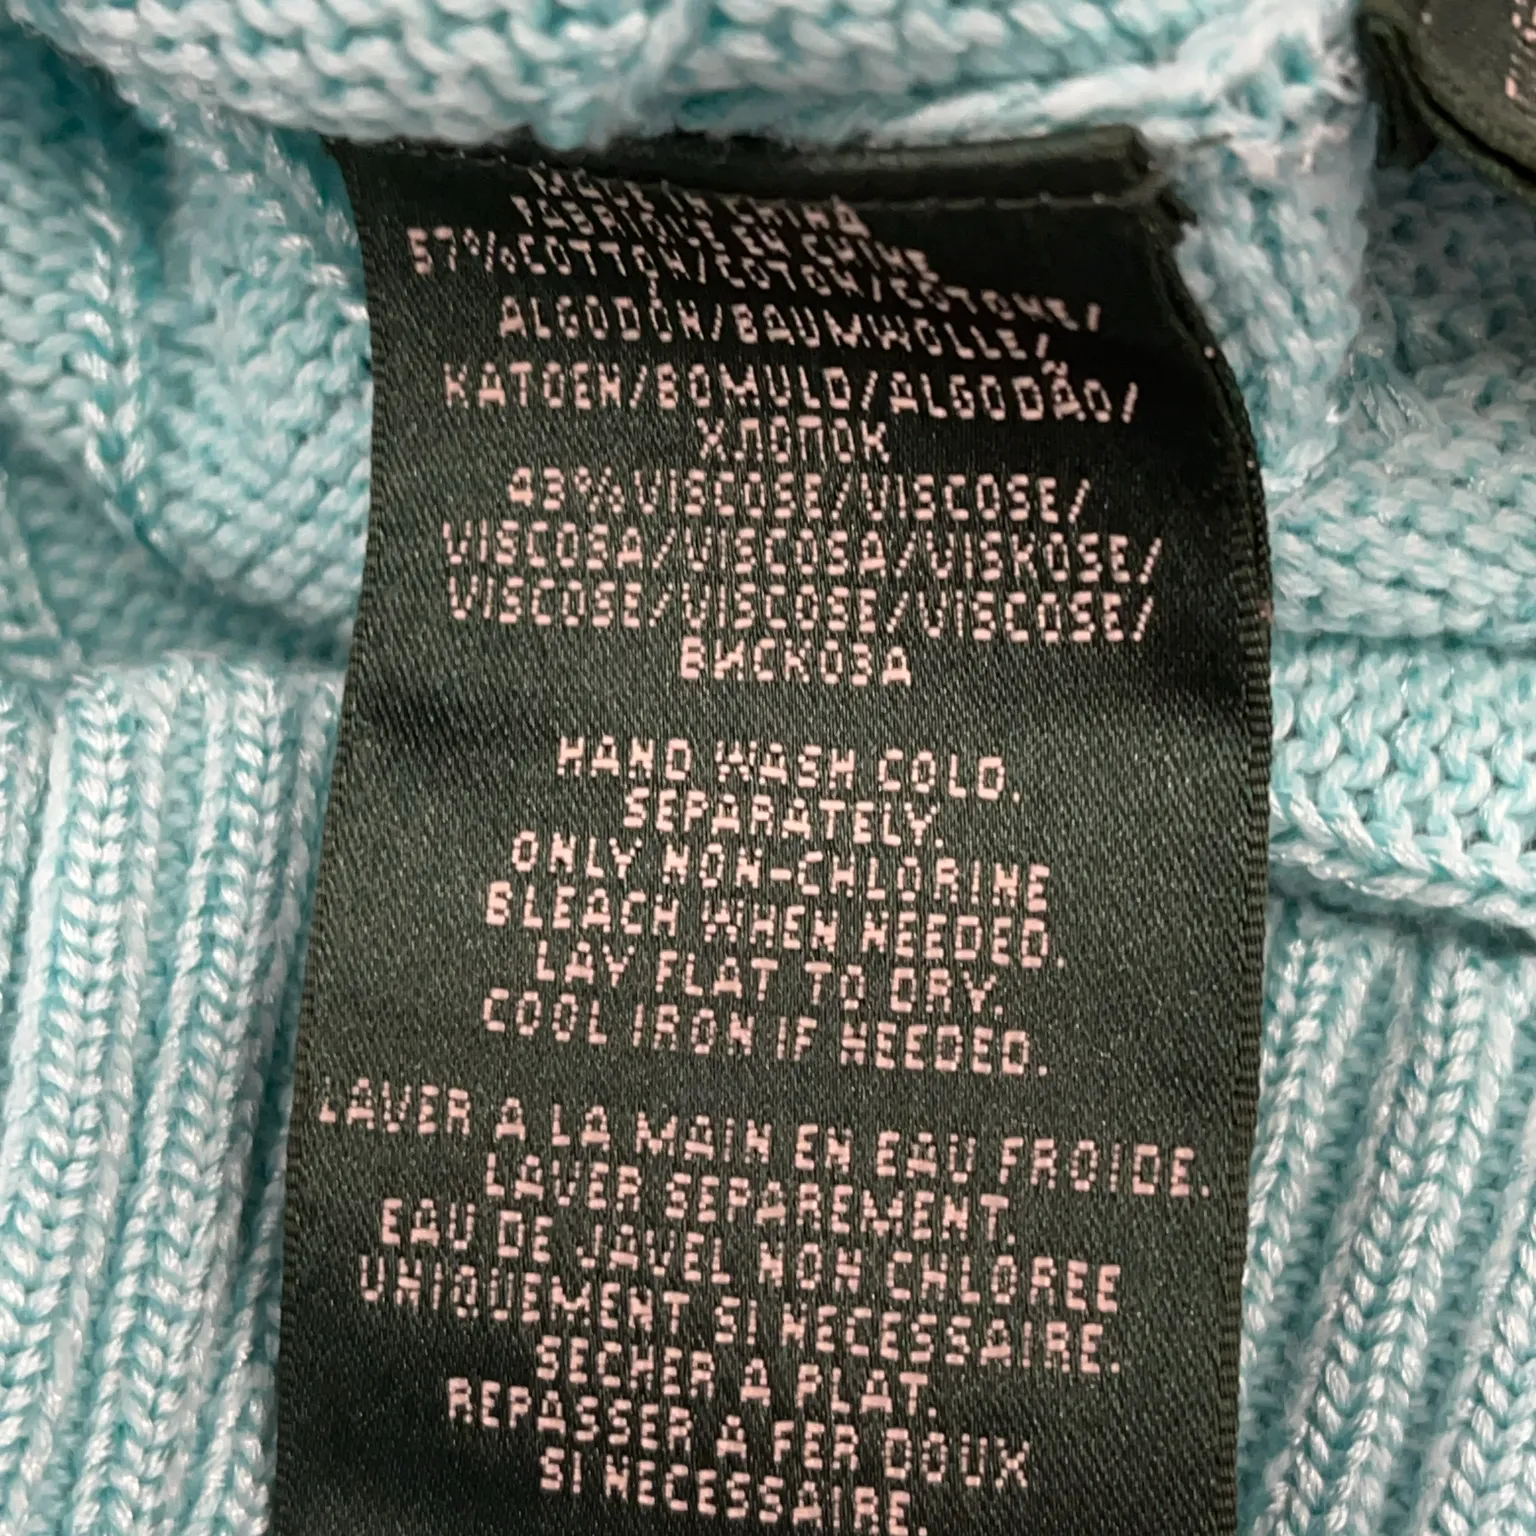 MADE IN CHINA
FABRIQUE EN CHINE
57%COTTON/COTON/COTONE/
ALGODÓN/BAUMWOLLE/
KATOEN/BOMULD/ALGODÃO/
ХЛОПОК
43%VISCOSE/VISCOSE/
VISCOSA/VISCOSA/VISKOSE/
VISCOSE/VISCOSE/VISCOSE/
ВИСКОЗА
HAND WASH COLD.
SEPARATELY.
ONLY NON-CHLORINE
BLEACH WHEN NEEDED.
LAY FLAT TO DRY.
COOL IRON IF NEEDED.
LAVER A LA MAIN EN EAU FROIDE.
LAVER SEPAREMENT.
EAU DE JAVEL NON CHLOREE
UNIQUEMENT SI NECESSAIRE.
SECHER A PLAT.
REPASSER A FER DOUX
SI NECESSAIRE.